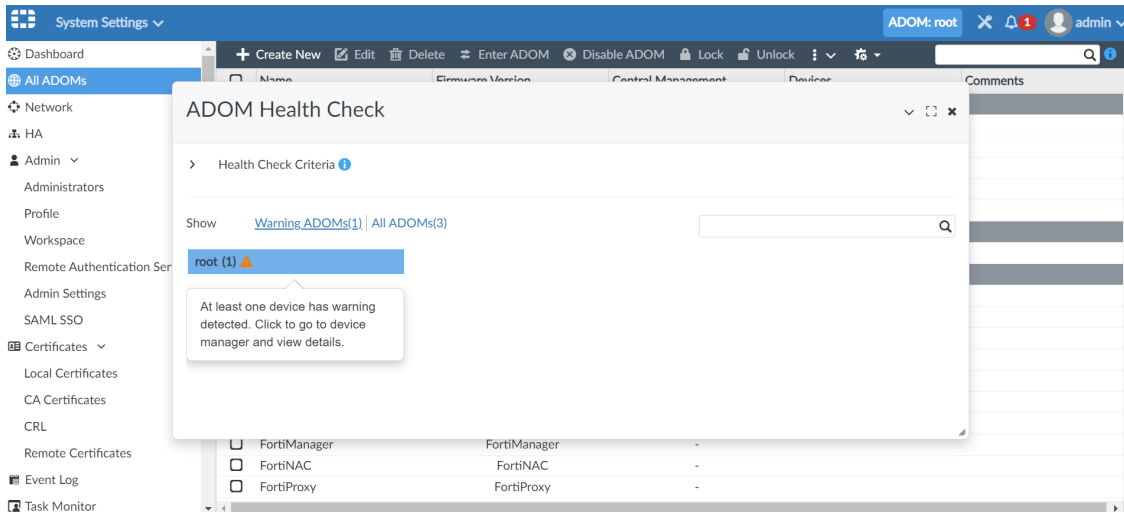 System Settings
ADOM: root
1
admin
Dashboard
All ADOMs
Network
HA
Admin
Administrators
Profile
Workspace
Remote Authentication Ser
Admin Settings
SAML SSO
Certificates
Local Certificates
CA Certificates
CRL
Remote Certificates
Event Log
Task Monitor
+ Create New Edit Delete Enter ADOM Disable ADOM Lock Unlock
Name Firmware Version Central Management Devices Comments
ADOM Health Check
Health Check Criteria
Show Warning ADOMs(1) All ADOMs(3)
root (1)
At least one device has warning
detected. Click to go to device
manager and view details.
FortiManager FortiManager -
FortiNAC FortiNAC -
FortiProxy FortiProxy -